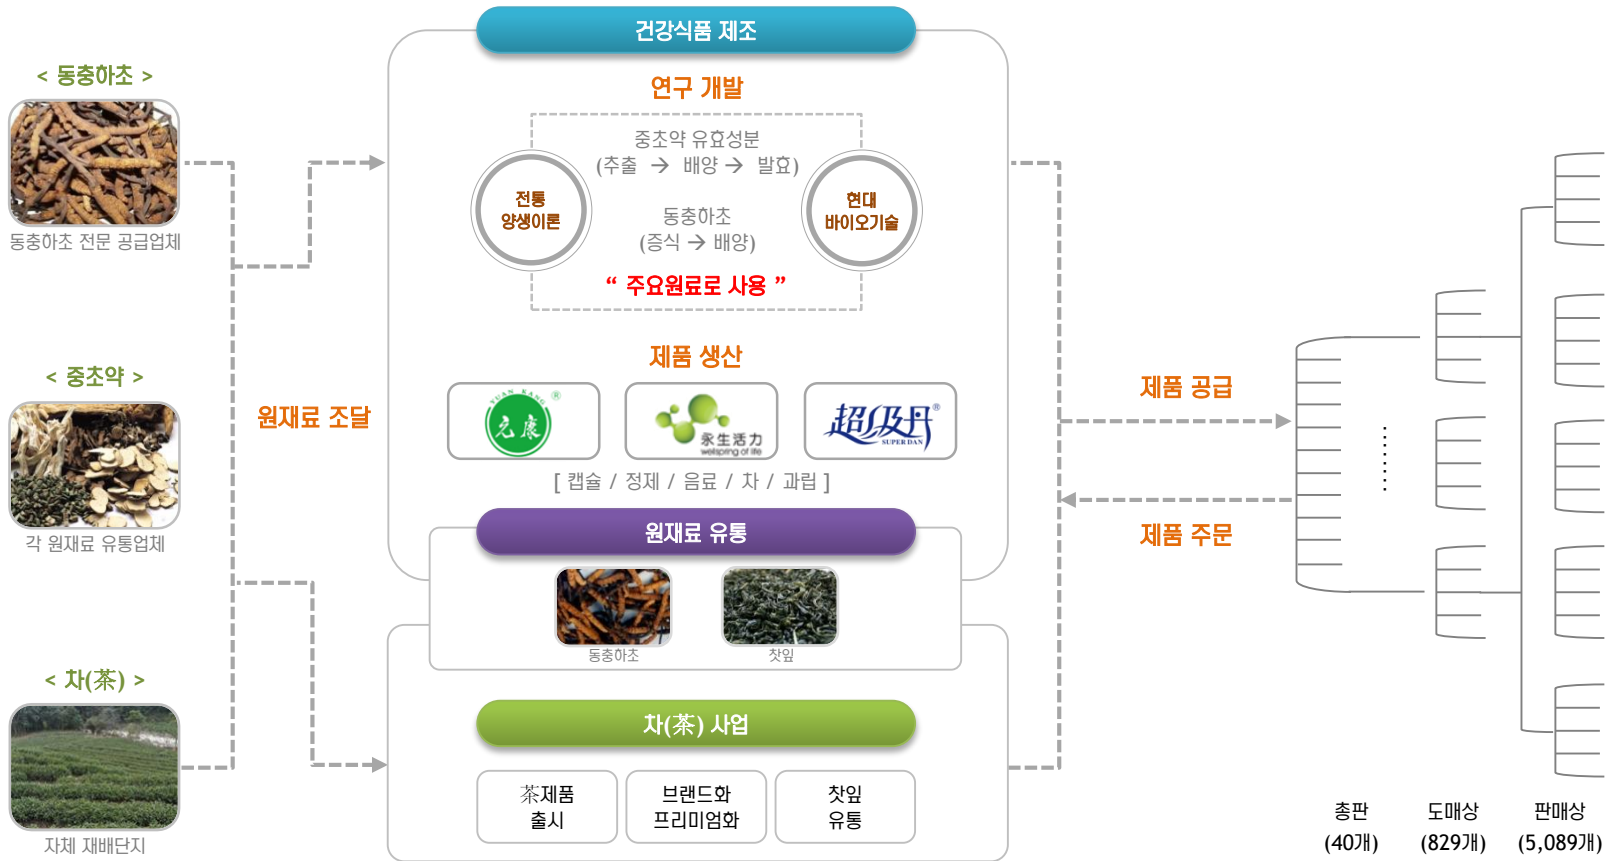 건강식품 제조
< 동충하초 >
동충하초 전문 공급업체
< 중초약 >
각 원재료 유통업체
< 차(茶) >
자체 재배단지
원재료 조달
연구 개발
중초약 유효성분
(추출 → 배양 → 발효)
전통
양생이론
현대
바이오기술
동충하초
(증식 → 배양)
“ 주요원료로 사용 ”
제품 생산
YUAN KANG ®
元康
永生活力
wellspring of life
超级丹®
SUPERDAN
[ 캡슐 / 정제 / 음료 / 차 / 과립 ]
원재료 유통
동충하초
찻잎
차(茶) 사업
茶제품
출시
브랜드화
프리미엄화
찻잎
유통
제품 공급
제품 주문
총판
(40개)
도매상
(829개)
판매상
(5,089개)